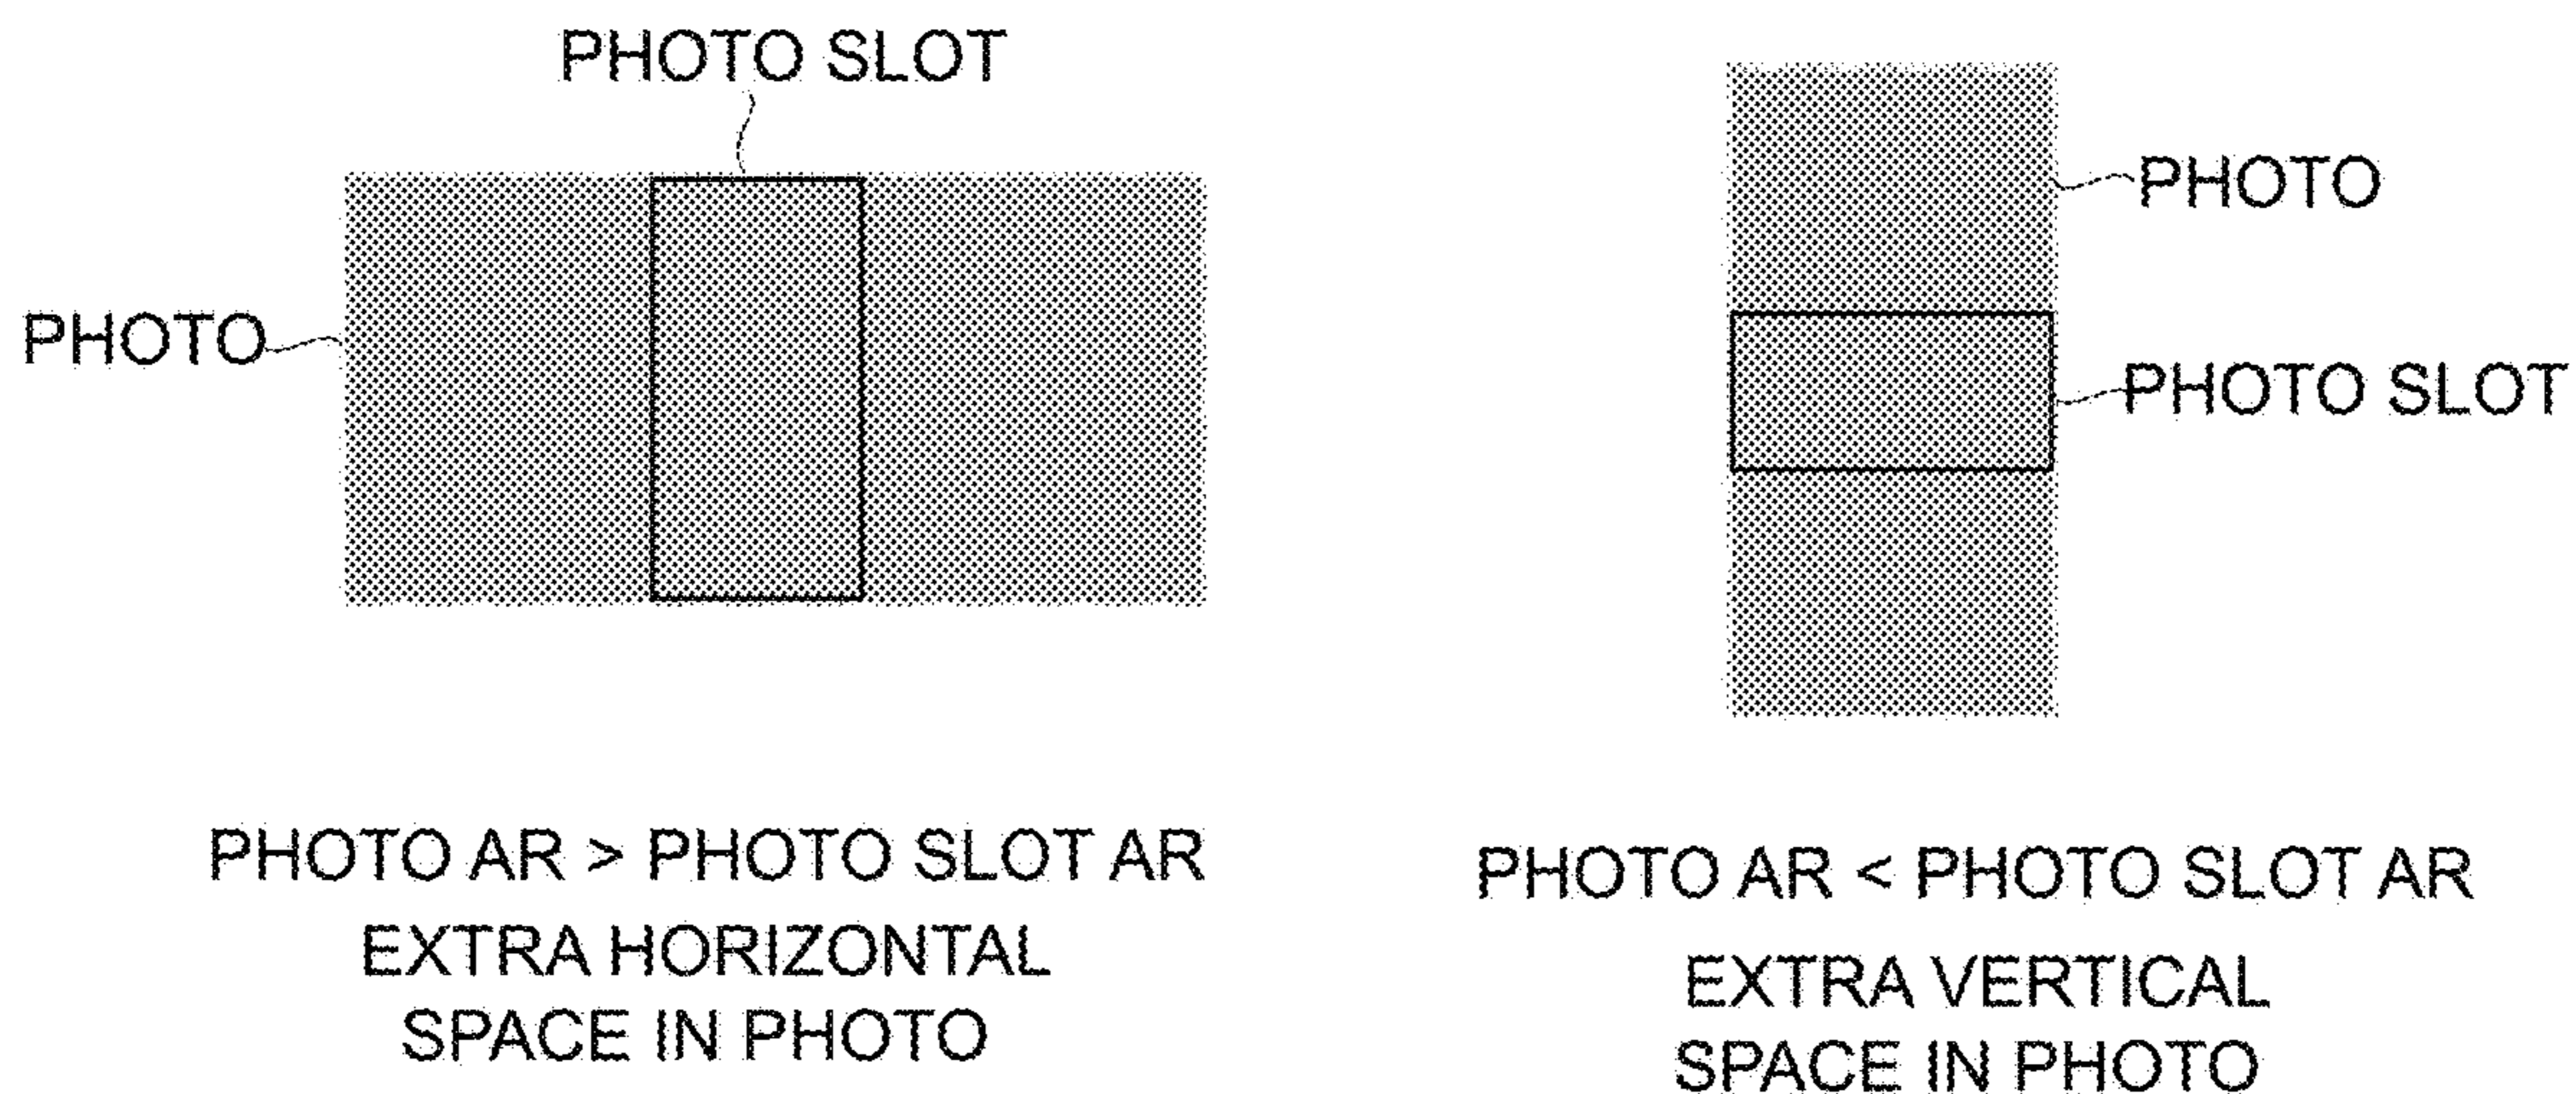 PHOTO SLOT
PHOTO
PHOTO AR > PHOTO SLOT AR
EXTRA HORIZONTAL
SPACE IN PHOTO
PHOTO
PHOTO SLOT
PHOTO AR < PHOTO SLOT AR
EXTRA VERTICAL
SPACE IN PHOTO